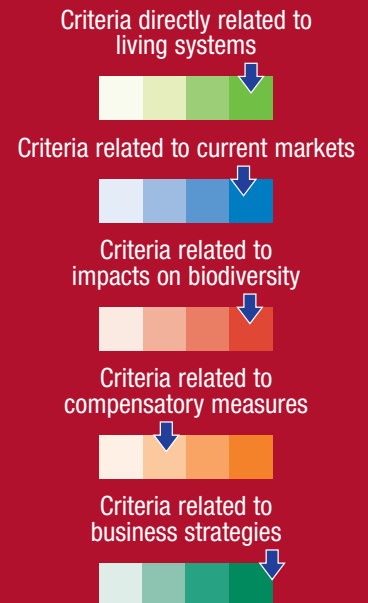 Criteria directly related to
living systems
Criteria related to current markets
Criteria related to
impacts on biodiversity
Criteria related to
compensatory measures
Criteria related to
business strategies